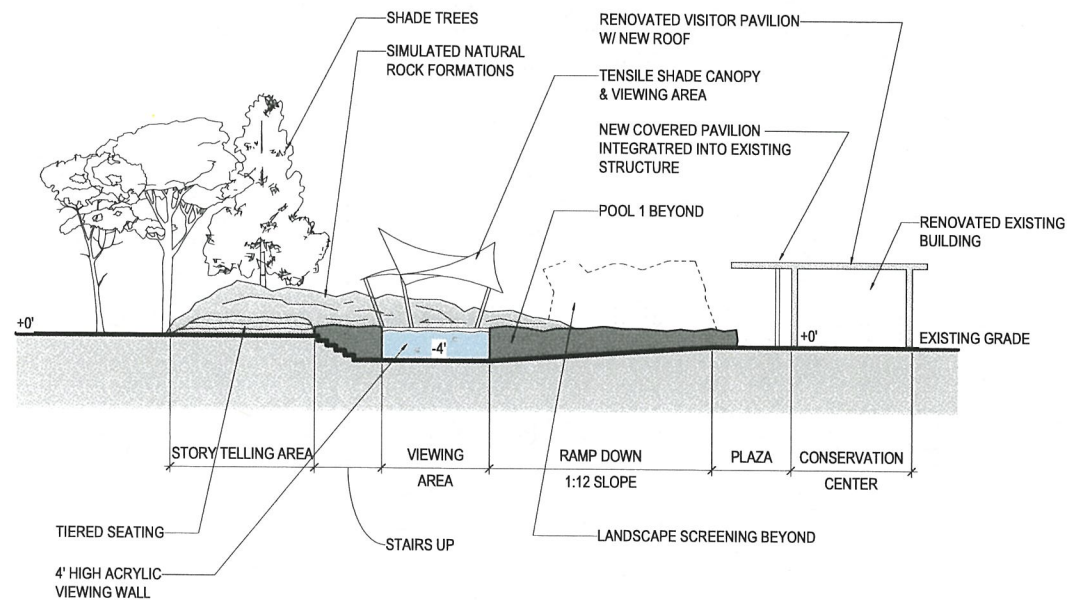 SHADE TREES
SIMULATED NATURAL
ROCK FORMATIONS
RENOVATED VISITOR PAVILION
W/ NEW ROOF
TENSILE SHADE CANOPY
& VIEWING AREA
NEW COVERED PAVILION
INTEGRATRED INTO EXISTING
STRUCTURE
POOL 1 BEYOND
RENOVATED EXISTING
BUILDING
+0'
-4'
+0'
EXISTING GRADE
STORY TELLING AREA
VIEWING
AREA
RAMP DOWN
1:12 SLOPE
PLAZA
CONSERVATION
CENTER
TIERED SEATING
STAIRS UP
LANDSCAPE SCREENING BEYOND
4' HIGH ACRYLIC
VIEWING WALL